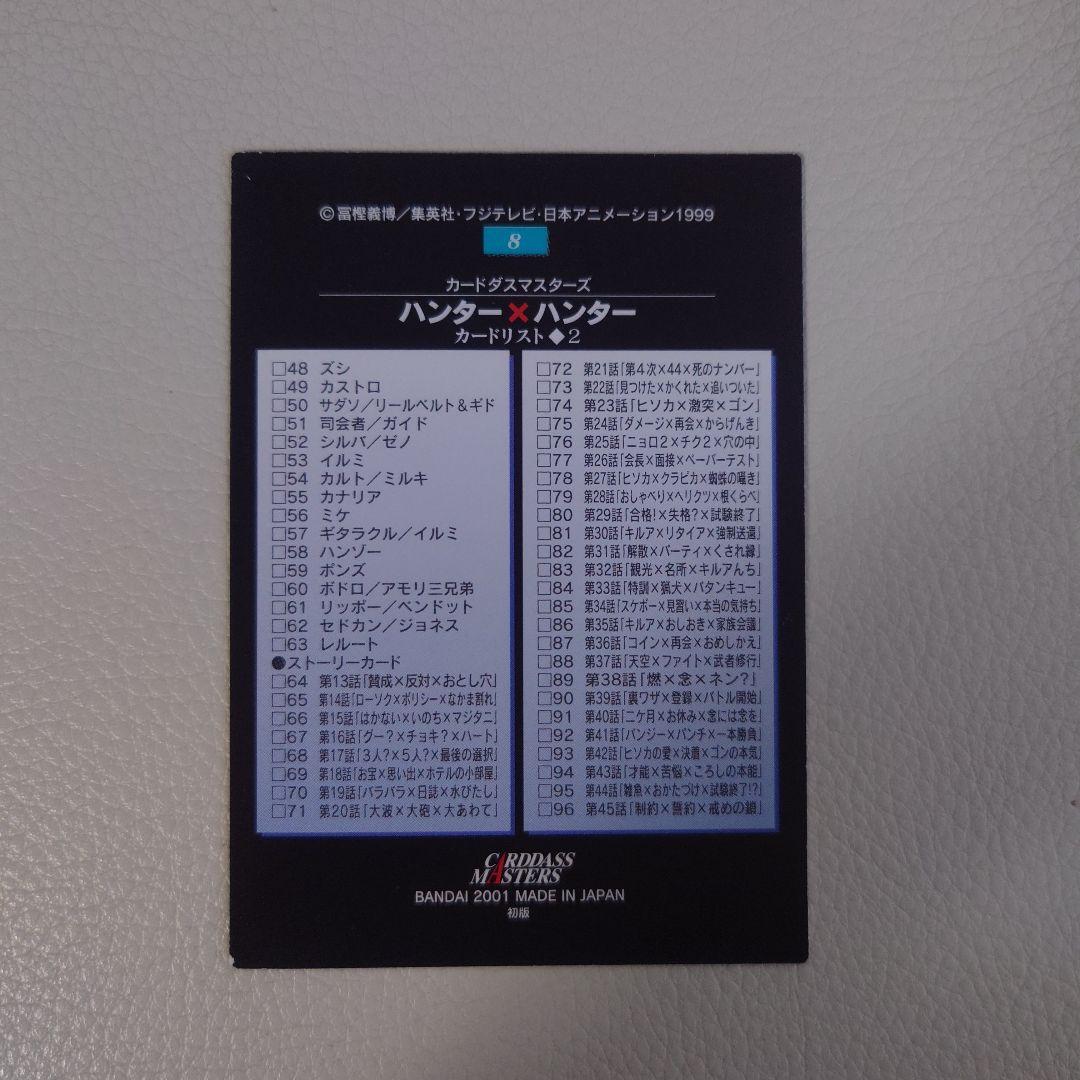 ©冨樫義博／集英社・フジテレビ・日本アニメーション1999
8
カードダスマスターズ
ハンター×ハンター
カードリスト◆2
□48 ズシ
□49 カストロ
□50 サダソ／リールベルト＆ギド
□51 司会者／ガイド
□52 シルバ／ゼノ
□53 イルミ
□54 カルト／ミルキ
□55 カナリア
□56 ミケ
□57 ギタラクル／イルミ
□58 ハンゾー
□59 ポンズ
□60 ボドロ／アモリ三兄弟
□61 リッポー／ベンドット
□62 セドカン／ジョネス
□63 レルート
●ストーリーカード
□64 第13話「賛成×反対×おとし穴」
□65 第14話「ローソク×ポリシー×なかま割れ」
□66 第15話「はかない×いのち×マジタニ」
□67 第16話「グー？×チョキ？×ハート」
□68 第17話「3人？×5人？×最後の選択」
□69 第18話「お宝×思い出×ホテルの小部屋」
□70 第19話「バラバラ×日誌×水びたし」
□71 第20話「大波×大砲×大あわて」
□72 第21話「第4次×44×死のナンバー」
□73 第22話「見つけた×かくれた×追いついた」
□74 第23話「ヒソカ×激突×ゴン」
□75 第24話「ダメージ×再会×からげんき」
□76 第25話「ニョロ2×チク2×穴の中」
□77 第26話「会長×面接×ペーパーテスト」
□78 第27話「ヒソカ×クラピカ×蜘蛛の囁き」
□79 第28話「おしゃべり×ヘリクツ×根くらべ」
□80 第29話「合格！×失格？×試験終了」
□81 第30話「キルア×リタイア×強制送還」
□82 第31話「解散×パーティ×くされ縁」
□83 第32話「観光×名所×キルアんち」
□84 第33話「特訓×猟犬×バタンキュー」
□85 第34話「スケボー×見習い×本当の気持ち」
□86 第35話「キルア×おしおき×家族会議」
□87 第36話「コイン×再会×おめしかえ」
□88 第37話「天空×ファイト×武者修行」
□89 第38話「燃×念×ネン？」
□90 第39話「裏ワザ×登録×バトル開始」
□91 第40話「二ケ月×お休み×念には念を」
□92 第41話「バンジー×パンチ×一本勝負」
□93 第42話「ヒソカの愛×決着×ゴンの本気」
□94 第43話「才能×苦悩×ころしの本能」
□95 第44話「雑魚×おかたづけ×試験終了!?」
□96 第45話「制約×誓約×戒めの鎖」
CARDDASS
MASTERS
BANDAI 2001 MADE IN JAPAN
初版